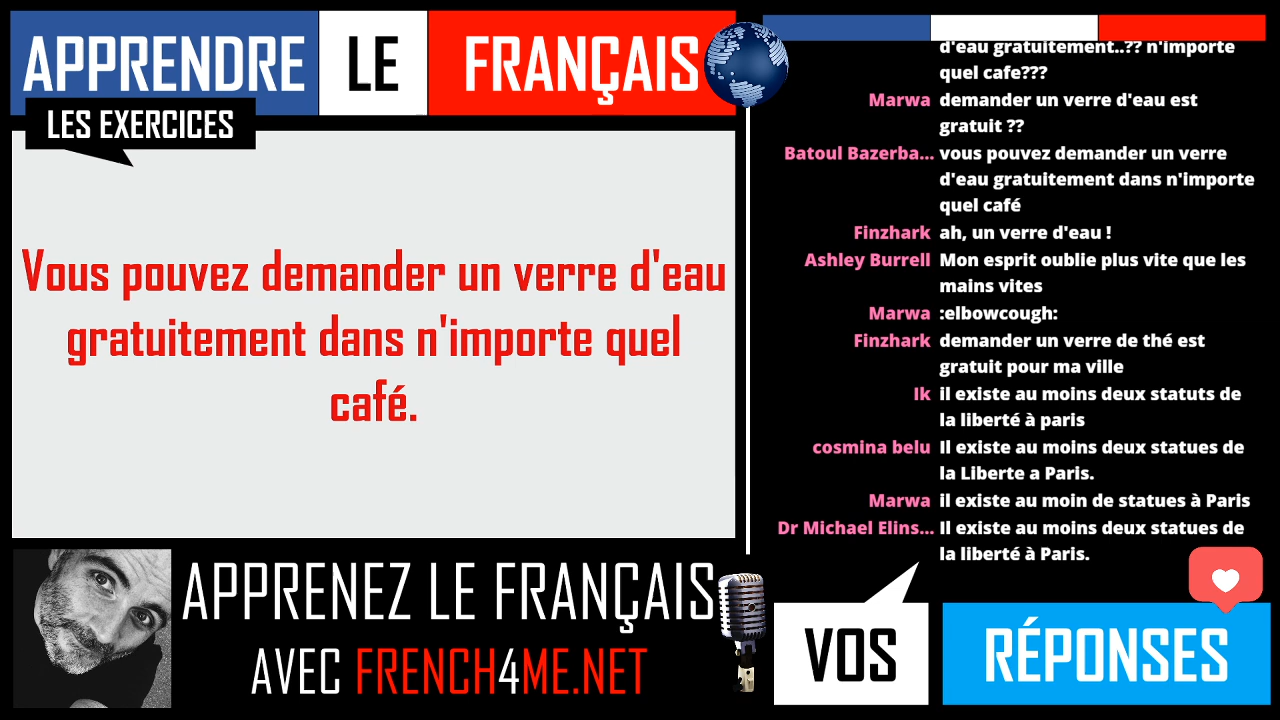 APPRENDRE LE FRANÇAIS
LES EXERCICES
Vous pouvez demander un verre d'eau
gratuitement dans n'importe quel
café.
APPRENEZ LE FRANÇAIS
AVEC FRENCH4ME.NET
d'eau gratuitement..?? n'importe
quel cafe???
Marwa demander un verre d'eau est
gratuit ??
Batoul Bazerba... vous pouvez demander un verre
d'eau gratuitement dans n'importe
quel café
Finzhark ah, un verre d'eau !
Ashley Burrell Mon esprit oublie plus vite que les
mains vites
Marwa :elbowcough:
Finzhark demander un verre de thé est
gratuit pour ma ville
Ik il existe au moins deux statuts de
la liberté à paris
cosmina belu Il existe au moins deux statues de
la Liberte a Paris.
Marwa il existe au moin de statues à Paris
Dr Michael Elins... Il existe au moins deux statues de
la liberté à Paris.
VOS RÉPONSES